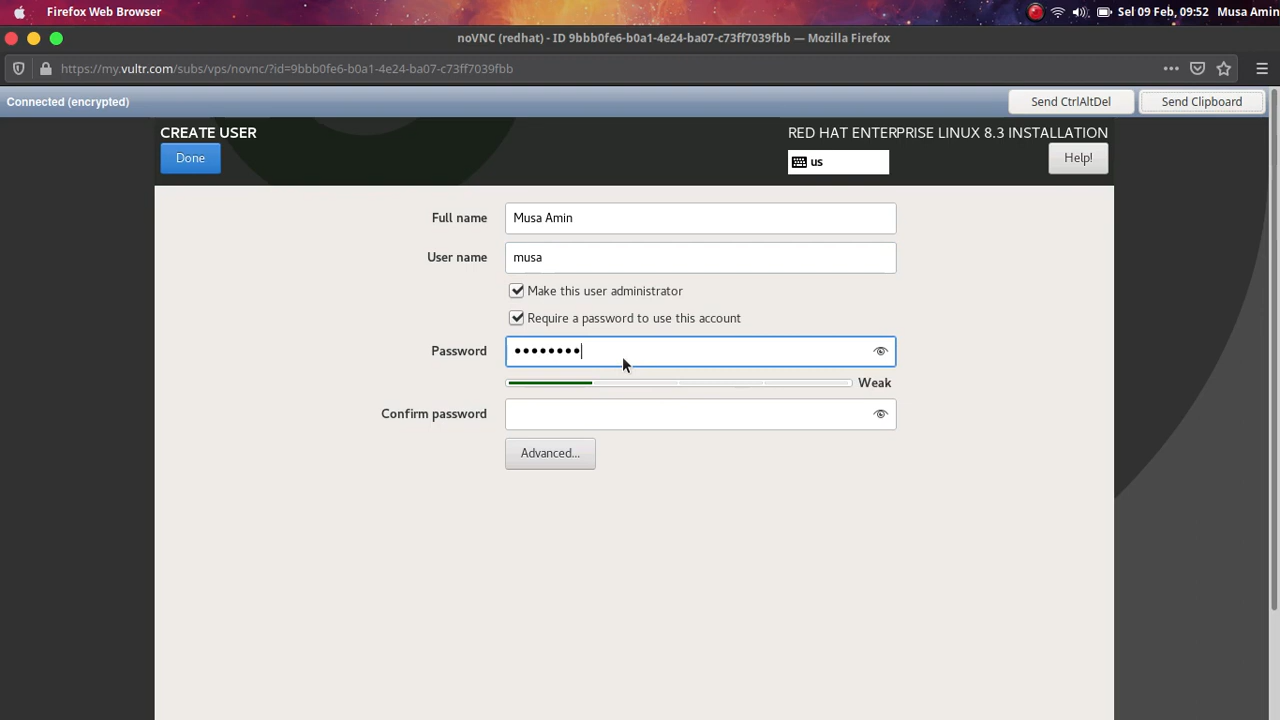 Firefox Web Browser
Sel 09 Feb, 09:52
Musa Amin
noVNC (redhat) - ID 9bbb0fe6-b0a1-4e24-ba07-c73ff7039fbb — Mozilla Firefox
https://my.vultr.com/subs/vps/novnc/?id=9bbb0fe6-b0a1-4e24-ba07-c73ff7039fbb
Connected (encrypted)
Send CtrlAltDel
Send Clipboard
CREATE USER
RED HAT ENTERPRISE LINUX 8.3 INSTALLATION
Done
us
Help!
Full name
Musa Amin
User name
musa
Make this user administrator
Require a password to use this account
Password
••••••••
Weak
Confirm password
Advanced...